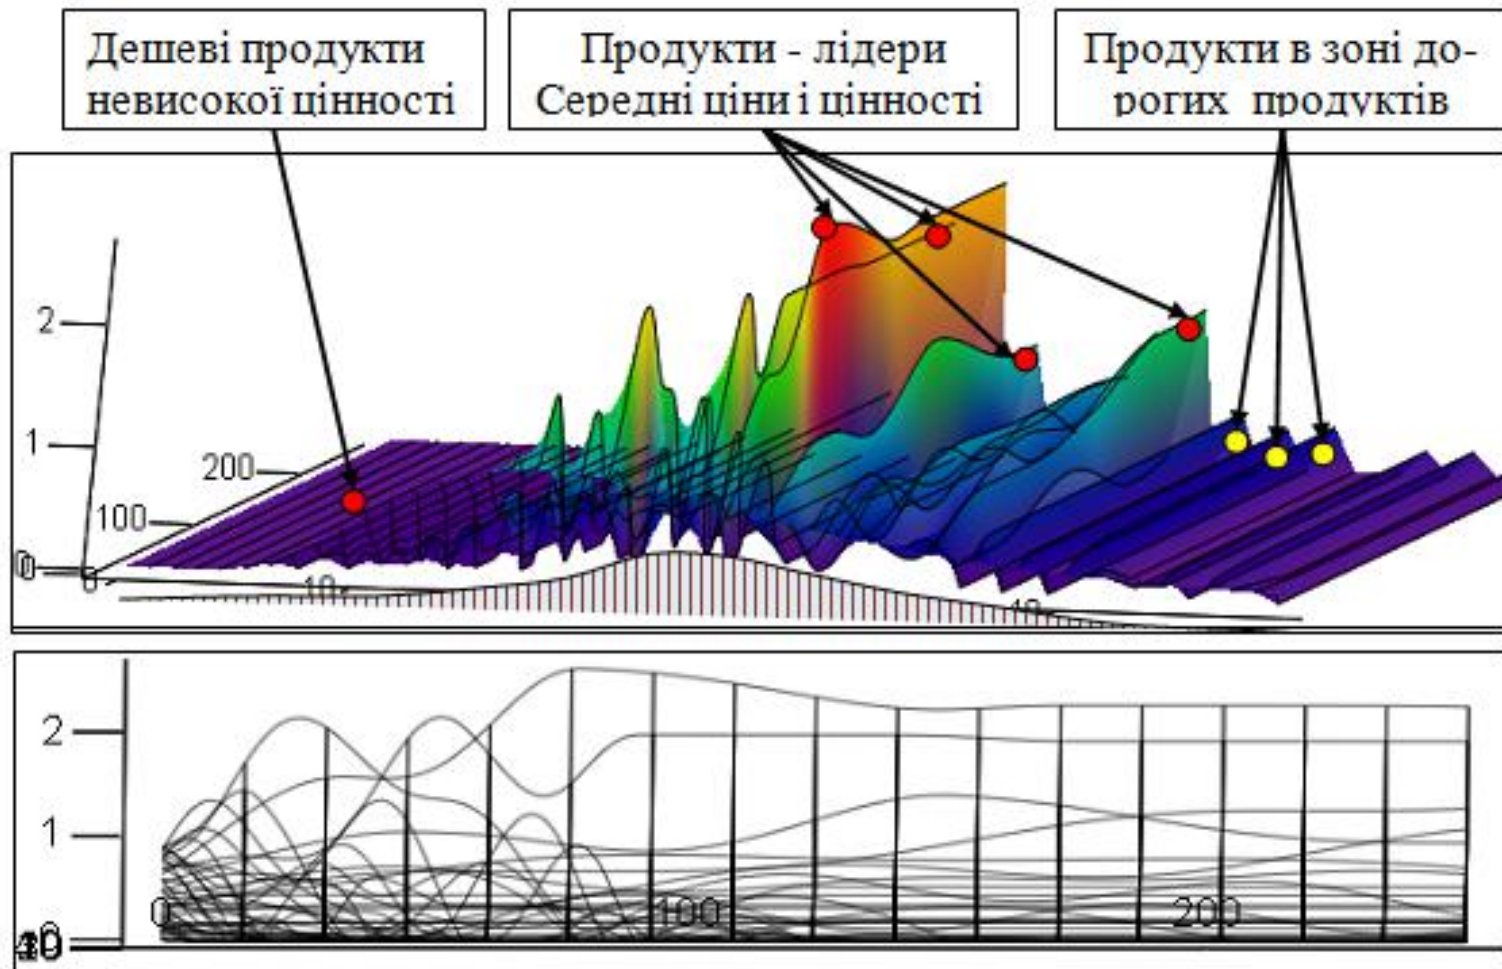 Дешеві продукти
невисокої цінності
Продукти - лідери
Середні ціни і цінності
Продукти в зоні до-
рогих продуктів
2
1
200
100
0
0
10
40
2
1
0
100
200